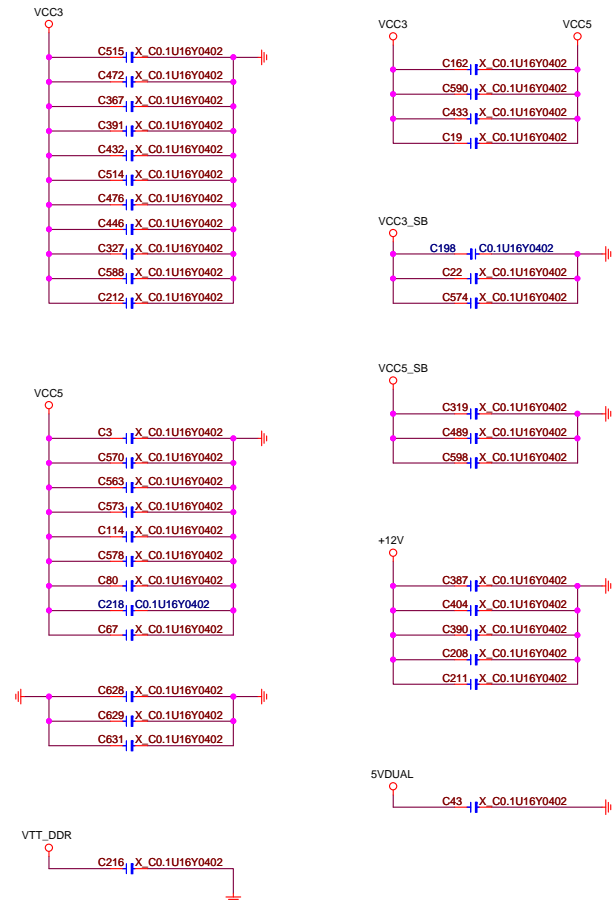 VCC3
C515 X_C0.1U16Y0402
C472 X_C0.1U16Y0402
C367 X_C0.1U16Y0402
C391 X_C0.1U16Y0402
C432 X_C0.1U16Y0402
C514 X_C0.1U16Y0402
C476 X_C0.1U16Y0402
C446 X_C0.1U16Y0402
C327 X_C0.1U16Y0402
C588 X_C0.1U16Y0402
C212 X_C0.1U16Y0402
VCC5
C3 X_C0.1U16Y0402
C570 X_C0.1U16Y0402
C563 X_C0.1U16Y0402
C573 X_C0.1U16Y0402
C114 X_C0.1U16Y0402
C578 X_C0.1U16Y0402
C80 X_C0.1U16Y0402
C218 C0.1U16Y0402
C67 X_C0.1U16Y0402
C628 X_C0.1U16Y0402
C629 X_C0.1U16Y0402
C631 X_C0.1U16Y0402
VTT_DDR
C216 X_C0.1U16Y0402
VCC3 VCC5
C162 X_C0.1U16Y0402
C590 X_C0.1U16Y0402
C433 X_C0.1U16Y0402
C19 X_C0.1U16Y0402
VCC3_SB
C198 C0.1U16Y0402
C22 X_C0.1U16Y0402
C574 X_C0.1U16Y0402
VCC5_SB
C319 X_C0.1U16Y0402
C489 X_C0.1U16Y0402
C598 X_C0.1U16Y0402
+12V
C387 X_C0.1U16Y0402
C404 X_C0.1U16Y0402
C390 X_C0.1U16Y0402
C208 X_C0.1U16Y0402
C211 X_C0.1U16Y0402
5VDUAL
C43 X_C0.1U16Y0402